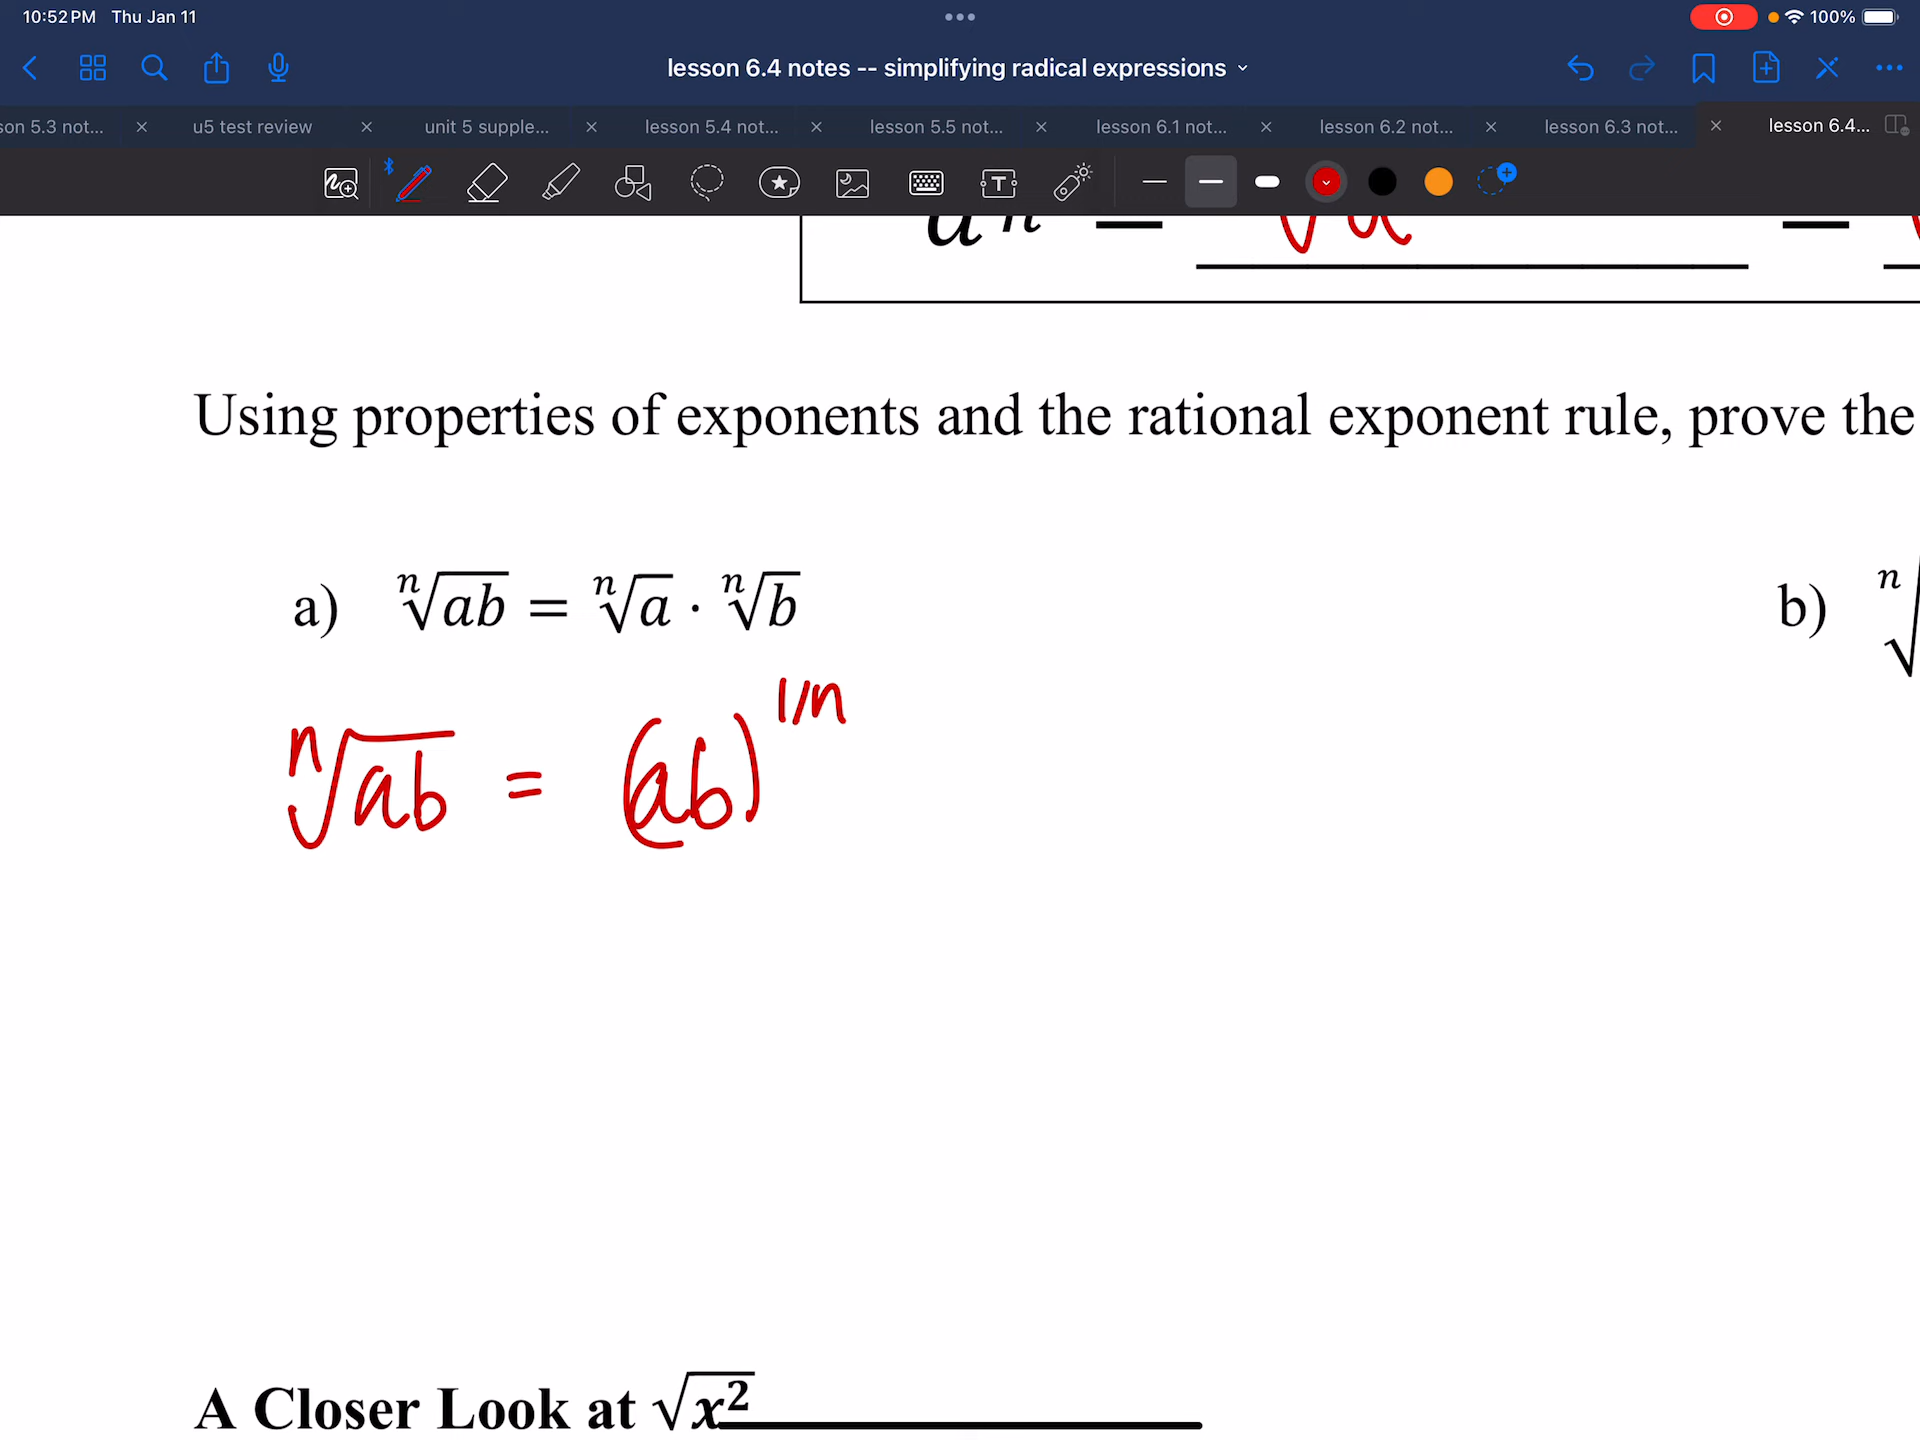 10:52 PM Thu Jan 11 100%
lesson 6.4 notes -- simplifying radical expressions
son 5.3 not... u5 test review unit 5 supple... lesson 5.4 not... lesson 5.5 not... lesson 6.1 not... lesson 6.2 not... lesson 6.3 not... lesson 6.4...
Using properties of exponents and the rational exponent rule, prove the
a) ⁿ√ab = ⁿ√a · ⁿ√b
b) ⁿ√
ⁿ√ab = (ab)^1/n
A Closer Look at √x²